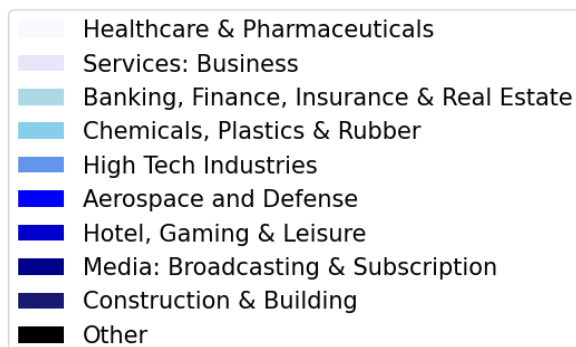 Healthcare & Pharmaceuticals
Services: Business
Banking, Finance, Insurance & Real Estate
Chemicals, Plastics & Rubber
High Tech Industries
Aerospace and Defense
Hotel, Gaming & Leisure
Media: Broadcasting & Subscription
Construction & Building
Other